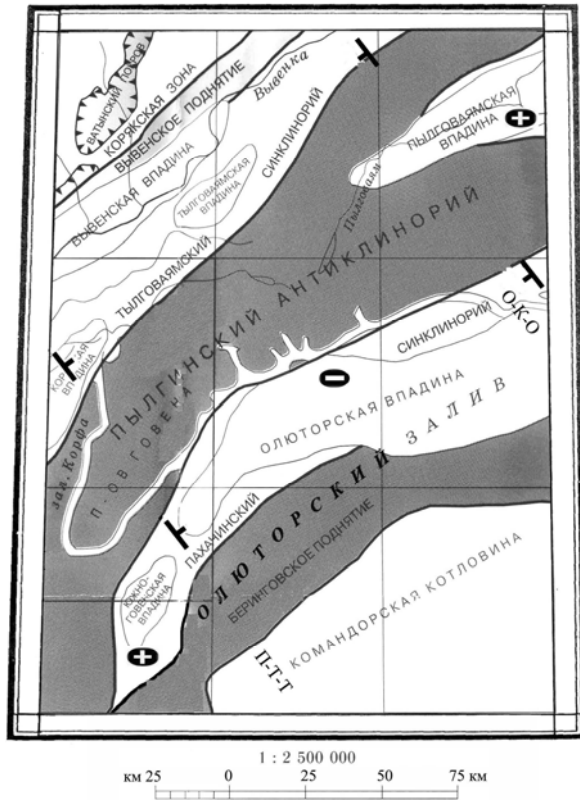 ВАТЫНСКИЙ ПОКРОВ
КОРЯКСКАЯ ЗОНА
ВЫВЕНСКОЕ ПОДНЯТИЕ
Вывенка
ВЫВЕНСКАЯ ВПАДИНА
ТЫЛГОВАЯМСКАЯ
ВПАДИНА
ТЫЛГОВАЯМСКИЙ
СИНКЛИНОРИЙ
ПЫЛГОВАЯМСКАЯ
ВПАДИНА
Пылговаям
ПЫЛГИНСКИЙ АНТИКЛИНОРИЙ
О-К-О
ВПАДИНА
зал. Корфа
П-ОВ ГОВЕНА
СИНКЛИНОРИЙ
ОЛЮТОРСКАЯ ВПАДИНА
ОЛЮТОРСКИЙ ЗАЛИВ
ПАХАЧИНСКИЙ
БЕРИНГОВСКОЕ ПОДНЯТИЕ
ЮЖНО-
ГОВЕНСКАЯ
ВПАДИНА
КОМАНДОРСКАЯ КОТЛОВИНА
П-Т-Т
1 : 2 500 000
км 25 0 25 50 75 км